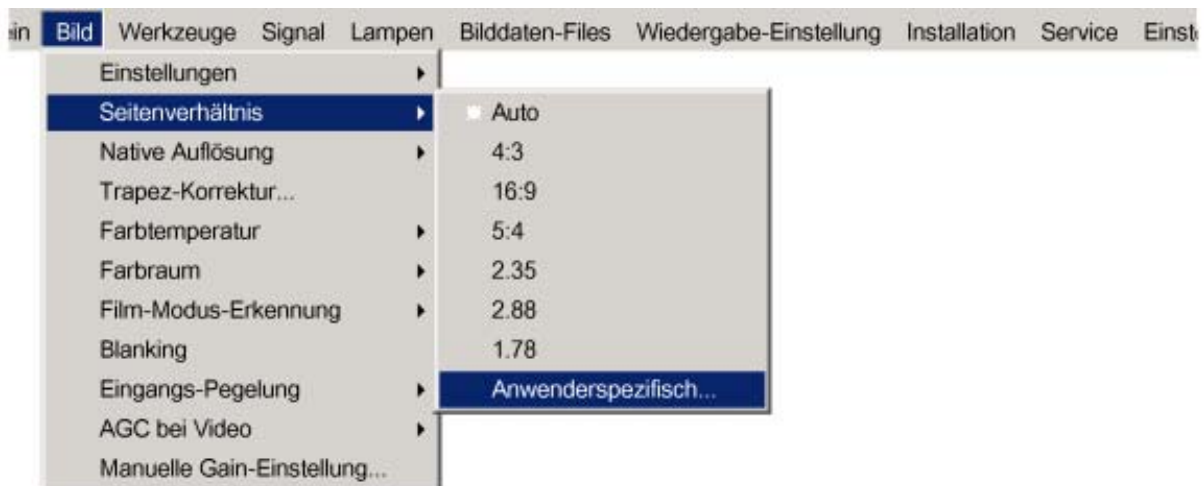 ein Bild Werkzeuge Signal Lampen Bilddaten-Files Wiedergabe-Einstellung Installation Service Einst
Einstellungen
Seitenverhältnis
Native Auflösung
Trapez-Korrektur...
Farbtemperatur
Farbraum
Film-Modus-Erkennung
Blanking
Eingangs-Pegelung
AGC bei Video
Manuelle Gain-Einstellung...
Auto
4:3
16:9
5:4
2.35
2.88
1.78
Anwenderspezifisch...